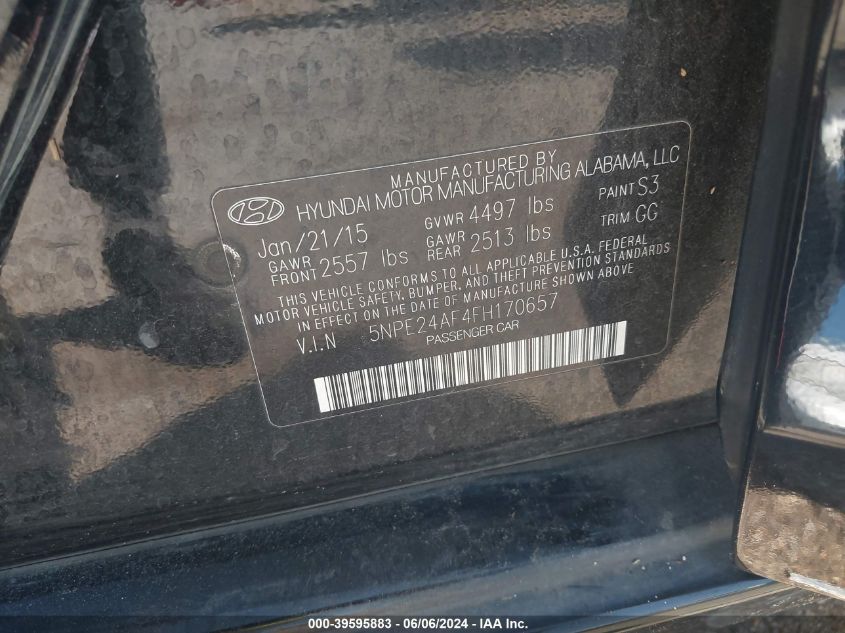 MANUFACTURED BY
HYUNDAI MOTOR MANUFACTURING ALABAMA, LLC
Jan/21/15 GVWR 4497 lbs PAINT S3
GAWR FRONT 2557 lbs GAWR REAR 2513 lbs TRIM GG
THIS VEHICLE CONFORMS TO ALL APPLICABLE U.S.A. FEDERAL
MOTOR VEHICLE SAFETY, BUMPER, AND THEFT PREVENTION STANDARDS
IN EFFECT ON THE DATE OF MANUFACTURE SHOWN ABOVE
V.I.N 5NPE24AF4FH170657
PASSENGER CAR
000-39595883 - 06/06/2024 - IAA Inc.